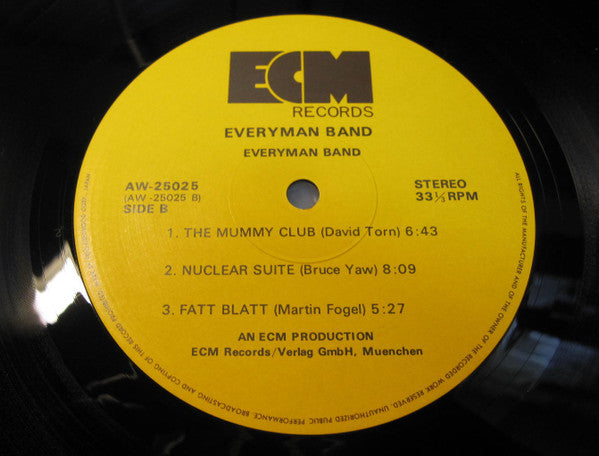 ECM
RECORDS
EVERYMAN BAND
EVERYMAN BAND
AW-25025
(AW-25025 B)
SIDE B
STEREO
33⅓ RPM
1. THE MUMMY CLUB (David Torn) 6:43
2. NUCLEAR SUITE (Bruce Yaw) 8:09
3. FATT BLATT (Martin Fogel) 5:27
AN ECM PRODUCTION
ECM Records/Verlag GmbH, Muenchen
ALL RIGHTS OF THE MANUFACTURER AND OF THE OWNER OF THE RECORDED WORK RESERVED. UNAUTHORIZED PUBLIC PERFORMANCE, BROADCASTING AND COPYING OF THIS RECORD PROHIBITED.